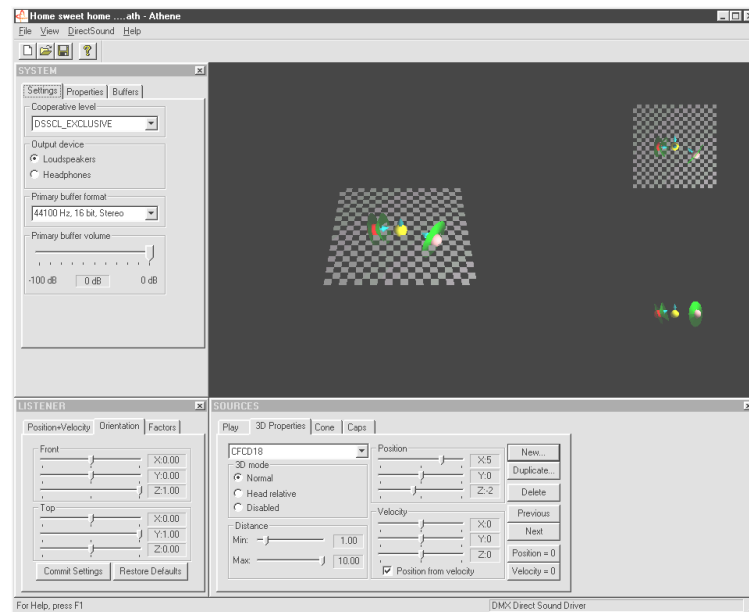 Home sweet home ....ath - Athene
File View DirectSound Help
SYSTEM
Settings Properties Buffers
Cooperative level
DSSCL_EXCLUSIVE
Output device
Loudspeakers
Headphones
Primary buffer format
44100 Hz, 16 bit, Stereo
Primary buffer volume
-100 dB 0 dB 0 dB
LISTENER
Position+Velocity Orientation Factors
Front
X:0.00
Y:0.00
Z:1.00
Top
X:0.00
Y:1.00
Z:0.00
Commit Settings Restore Defaults
SOURCES
Play 3D Properties Cone Caps
CFCD18
3D mode
Normal
Head relative
Disabled
Distance
Min: 1.00
Max: 10.00
Position
X:5
Y:0
Z:-2
Velocity
X:0
Y:0
Z:0
Position from velocity
New...
Duplicate...
Delete
Previous
Next
Position = 0
Velocity = 0
For Help, press F1 DMX Direct Sound Driver